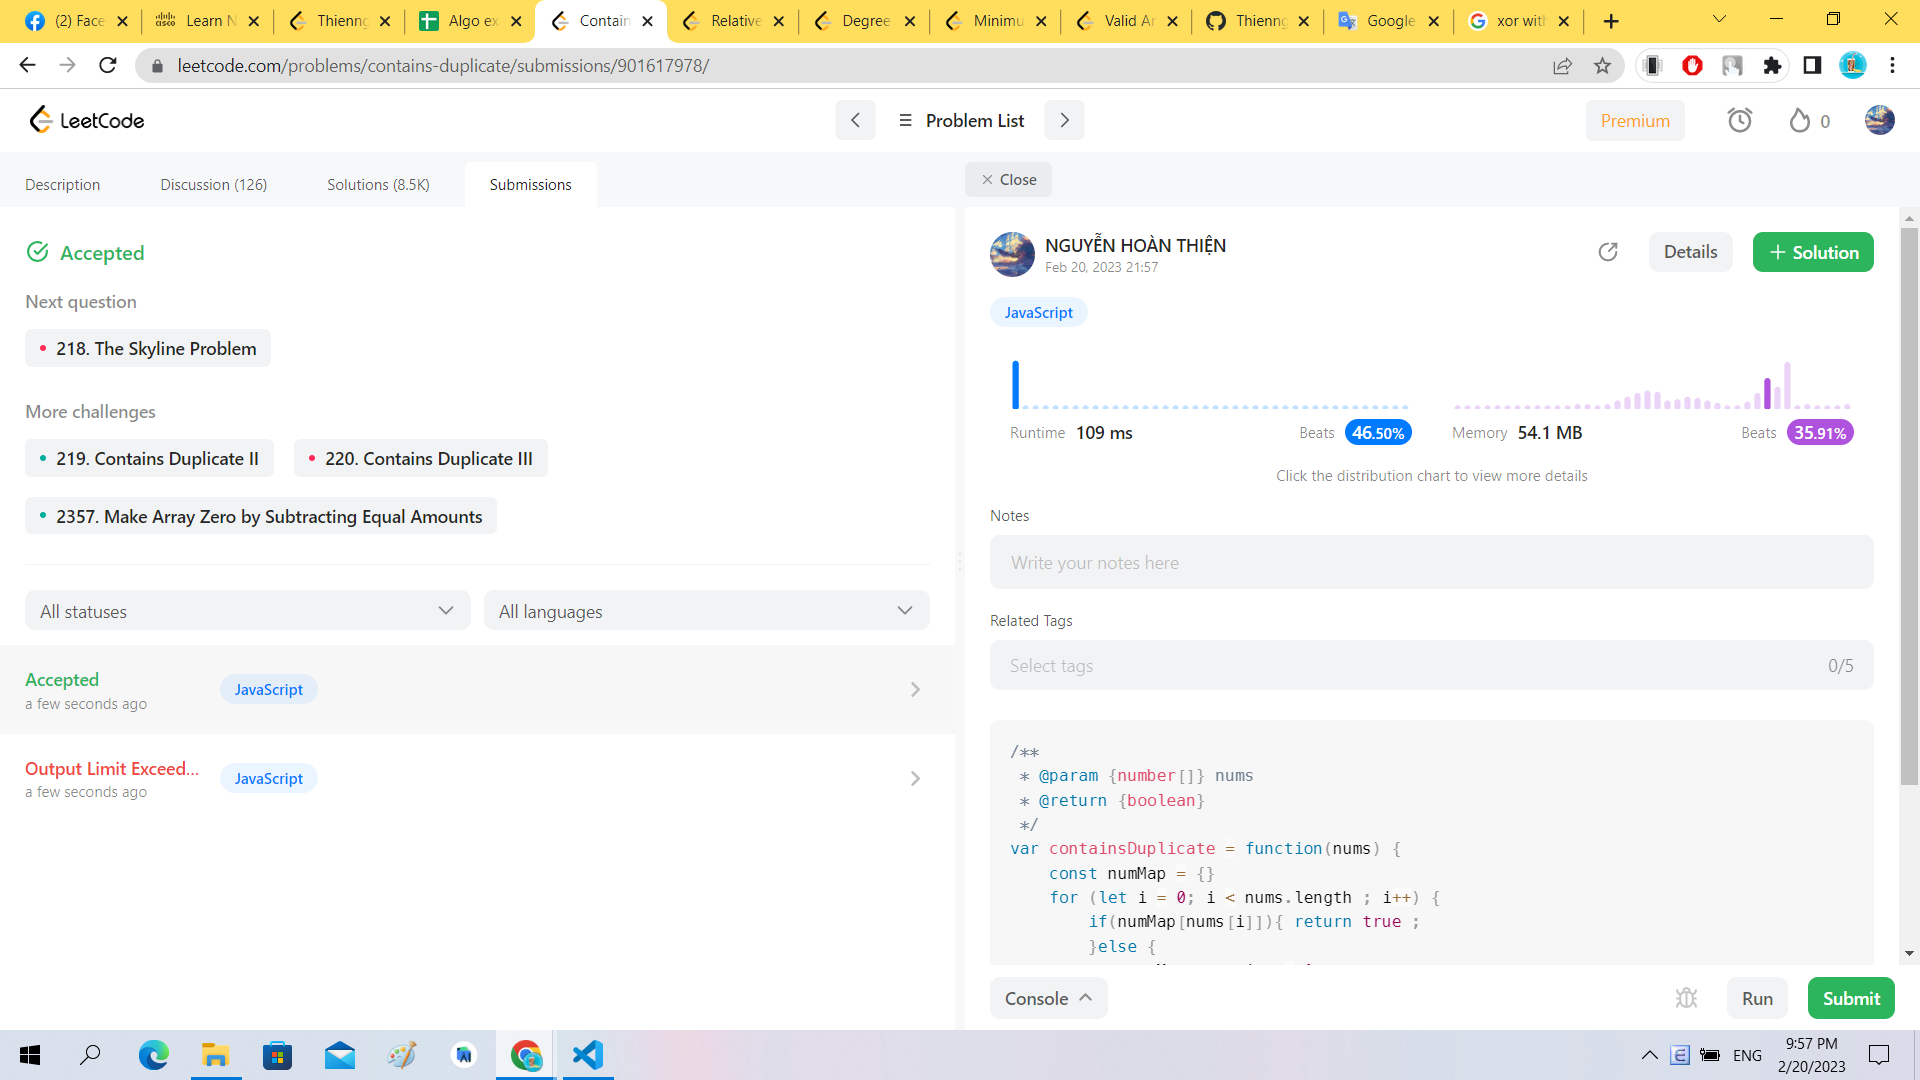 (2) Face
Learn N
Thienng
Algo ex
Contain
Relative
Degree
Minimu
Valid An
Thienng
Google
xor with
leetcode.com/problems/contains-duplicate/submissions/901617978/
LeetCode
Problem List
Premium
0
Description
Discussion (126)
Solutions (8.5K)
Submissions
Close
Accepted
Next question
218. The Skyline Problem
More challenges
219. Contains Duplicate II
220. Contains Duplicate III
2357. Make Array Zero by Subtracting Equal Amounts
All statuses
All languages
Accepted
a few seconds ago
JavaScript
Output Limit Exceed...
a few seconds ago
JavaScript
NGUYỄN HOÀN THIỆN
Feb 20, 2023 21:57
Details
+ Solution
JavaScript
Runtime 109 ms
Beats 46.50%
Memory 54.1 MB
Beats 35.91%
Click the distribution chart to view more details
Notes
Write your notes here
Related Tags
Select tags
0/5
/**
* @param {number[]} nums
* @return {boolean}
*/
var containsDuplicate = function(nums) {
const numMap = {}
for (let i = 0; i < nums.length ; i++) {
if(numMap[nums[i]]){ return true ;
}else {
Console
Run
Submit
ENG
9:57 PM
2/20/2023